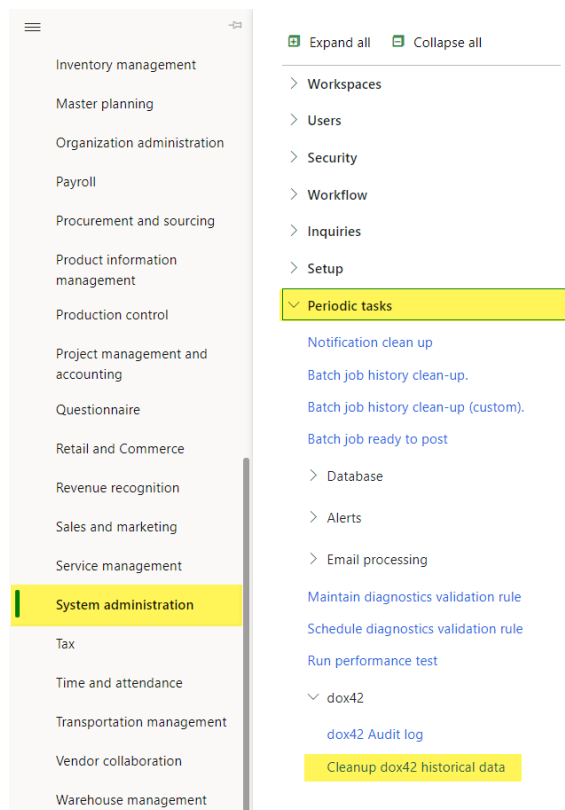 Inventory management
Master planning
Organization administration
Payroll
Procurement and sourcing
Product information
management
Production control
Project management and
accounting
Questionnaire
Retail and Commerce
Revenue recognition
Sales and marketing
Service management
System administration
Tax
Time and attendance
Transportation management
Vendor collaboration
Warehouse management
Expand all
Collapse all
Workspaces
Users
Security
Workflow
Inquiries
Setup
Periodic tasks
Notification clean up
Batch job history clean-up.
Batch job history clean-up (custom).
Batch job ready to post
Database
Alerts
Email processing
Maintain diagnostics validation rule
Schedule diagnostics validation rule
Run performance test
dox42
dox42 Audit log
Cleanup dox42 historical data